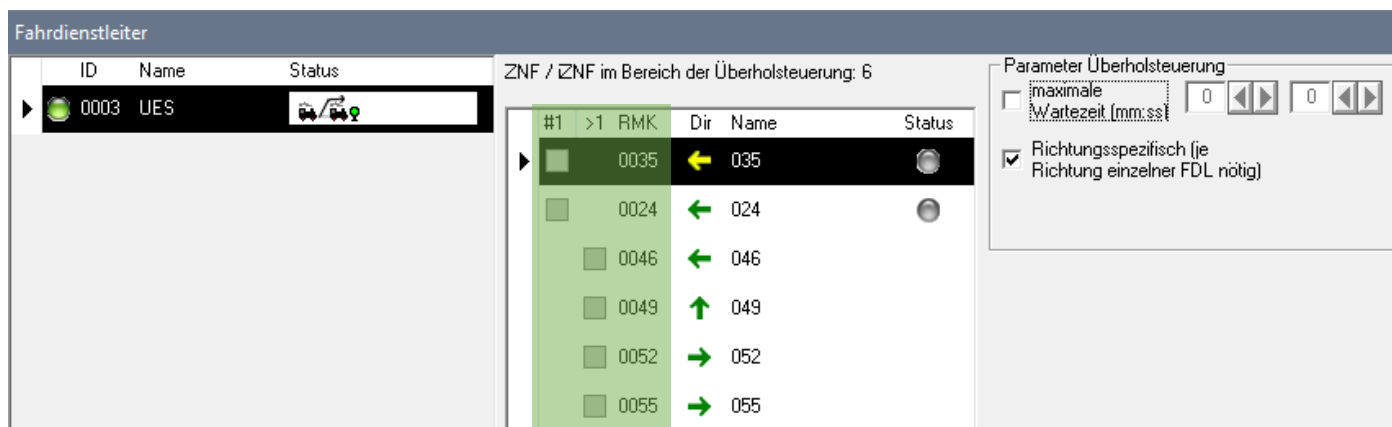 Fahrdienstleiter
ID Name Status
0003 UES
ZNF / iZNF im Bereich der Überholsteuerung: 6
#1 >1 RMK Dir Name Status
0035 035
0024 024
0046 046
0049 049
0052 052
0055 055
Parameter Überholsteuerung
maximale
Wartezeit (mm:ss)
0 0
Richtungsspezifisch (je
Richtung einzelner FDL nötig)